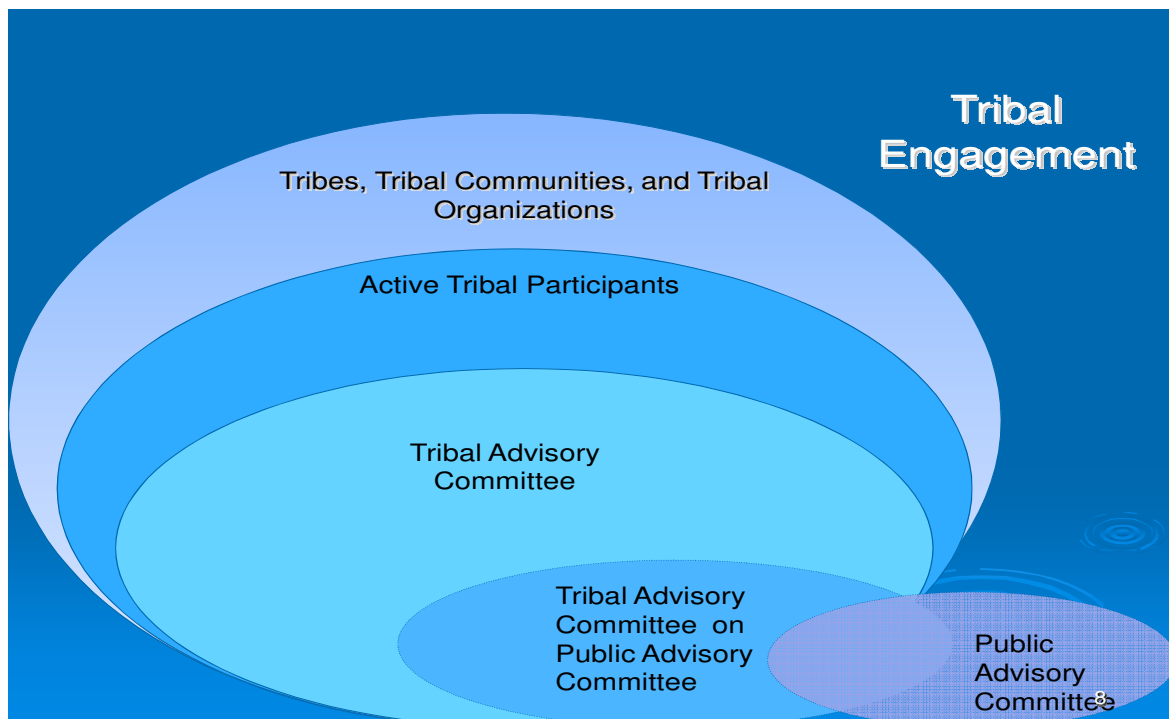 Tribal
Engagement
Tribes, Tribal Communities, and Tribal
Organizations
Active Tribal Participants
Tribal Advisory
Committee
Tribal Advisory
Committee on
Public Advisory
Committee
Public
Advisory
Committee
8